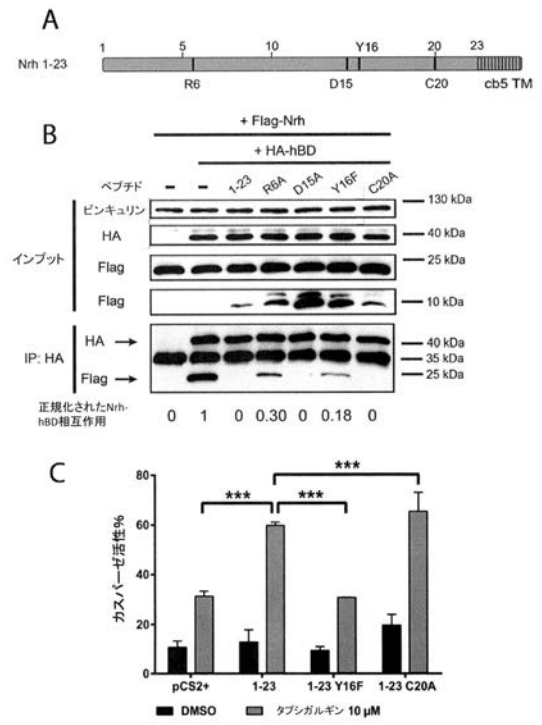 A
1 5 10 Y16 20 23
Nrh 1-23
R6 D15 C20 cb5 TM
B
+ Flag-Nrh
+ HA-hBD
ペプチド - - 1-23 R6A D15A Y16F C20A
インプット
ビンキュリン 130 kDa
HA 40 kDa
Flag 25 kDa
Flag 10 kDa
IP: HA
HA → 40 kDa
35 kDa
Flag → 25 kDa
正規化されたNrh-
hBD相互作用
0 1 0 0.30 0 0.18 0
C
カスパーゼ活性%
80
60
40
20
0
*** *** ***
pCS2+ 1-23 1-23 Y16F 1-23 C20A
DMSO タプシガルギン 10 µM